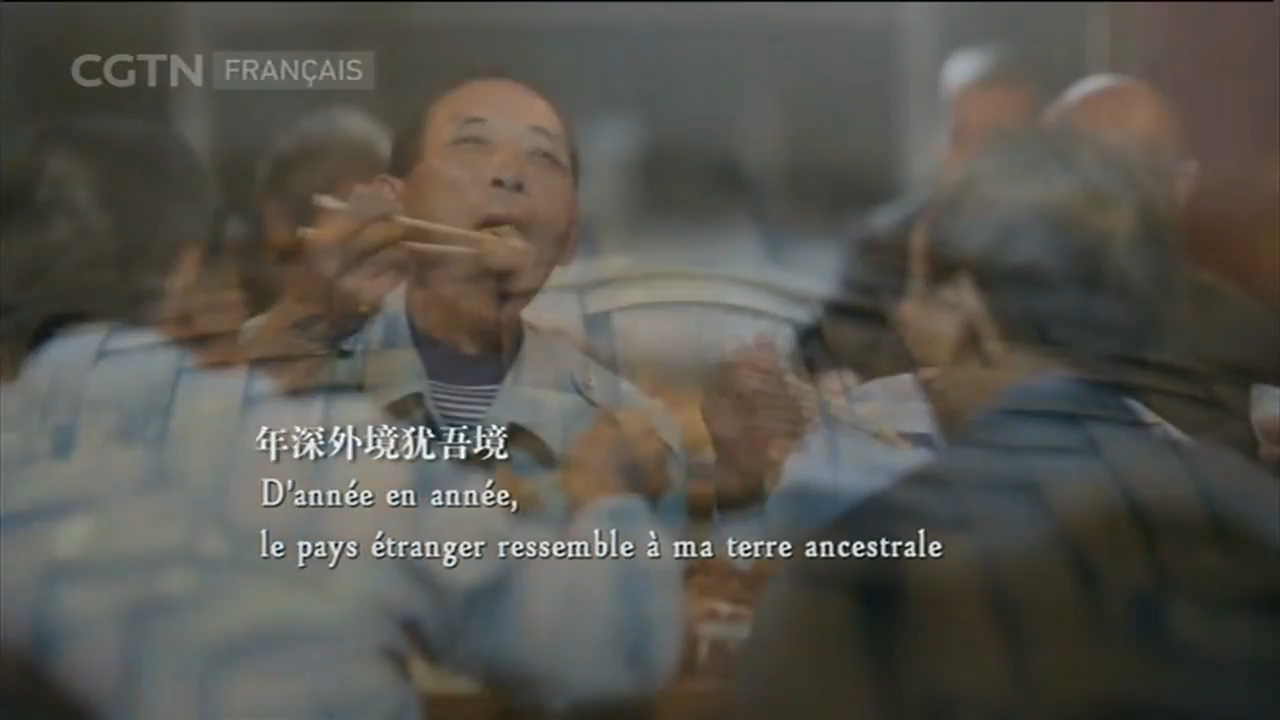 CGTN FRANÇAIS
年深外境犹吾境
D'année en année,
le pays étranger ressemble à ma terre ancestrale